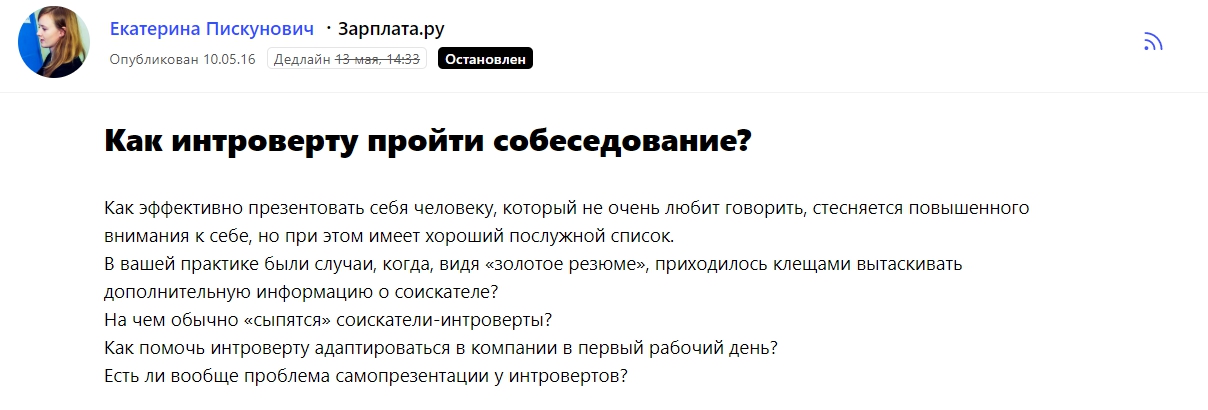 Екатерина Пискунович · Зарплата.ру
Опубликован 10.05.16 Дедлайн 13 мая, 14:33 Остановлен
Как интроверту пройти собеседование?
Как эффективно презентовать себя человеку, который не очень любит говорить, стесняется повышенного
внимания к себе, но при этом имеет хороший послужной список.
В вашей практике были случаи, когда, видя «золотое резюме», приходилось клещами вытаскивать
дополнительную информацию о соискателе?
На чем обычно «сыпятся» соискатели-интроверты?
Как помочь интроверту адаптироваться в компании в первый рабочий день?
Есть ли вообще проблема самопрезентации у интровертов?